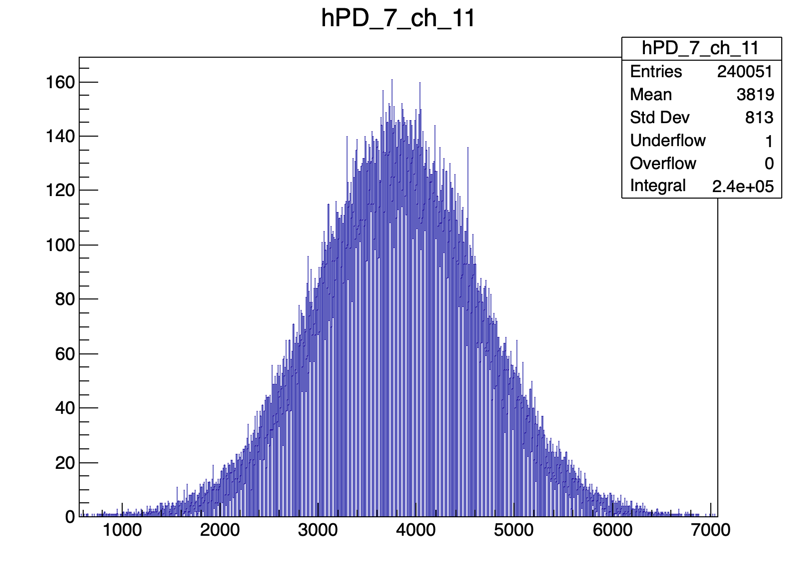 hPD_7_ch_11
hPD_7_ch_11
Entries 240051
Mean 3819
Std Dev 813
Underflow 1
Overflow 0
Integral 2.4e+05
160
140
120
100
80
60
40
20
0
1000 2000 3000 4000 5000 6000 7000